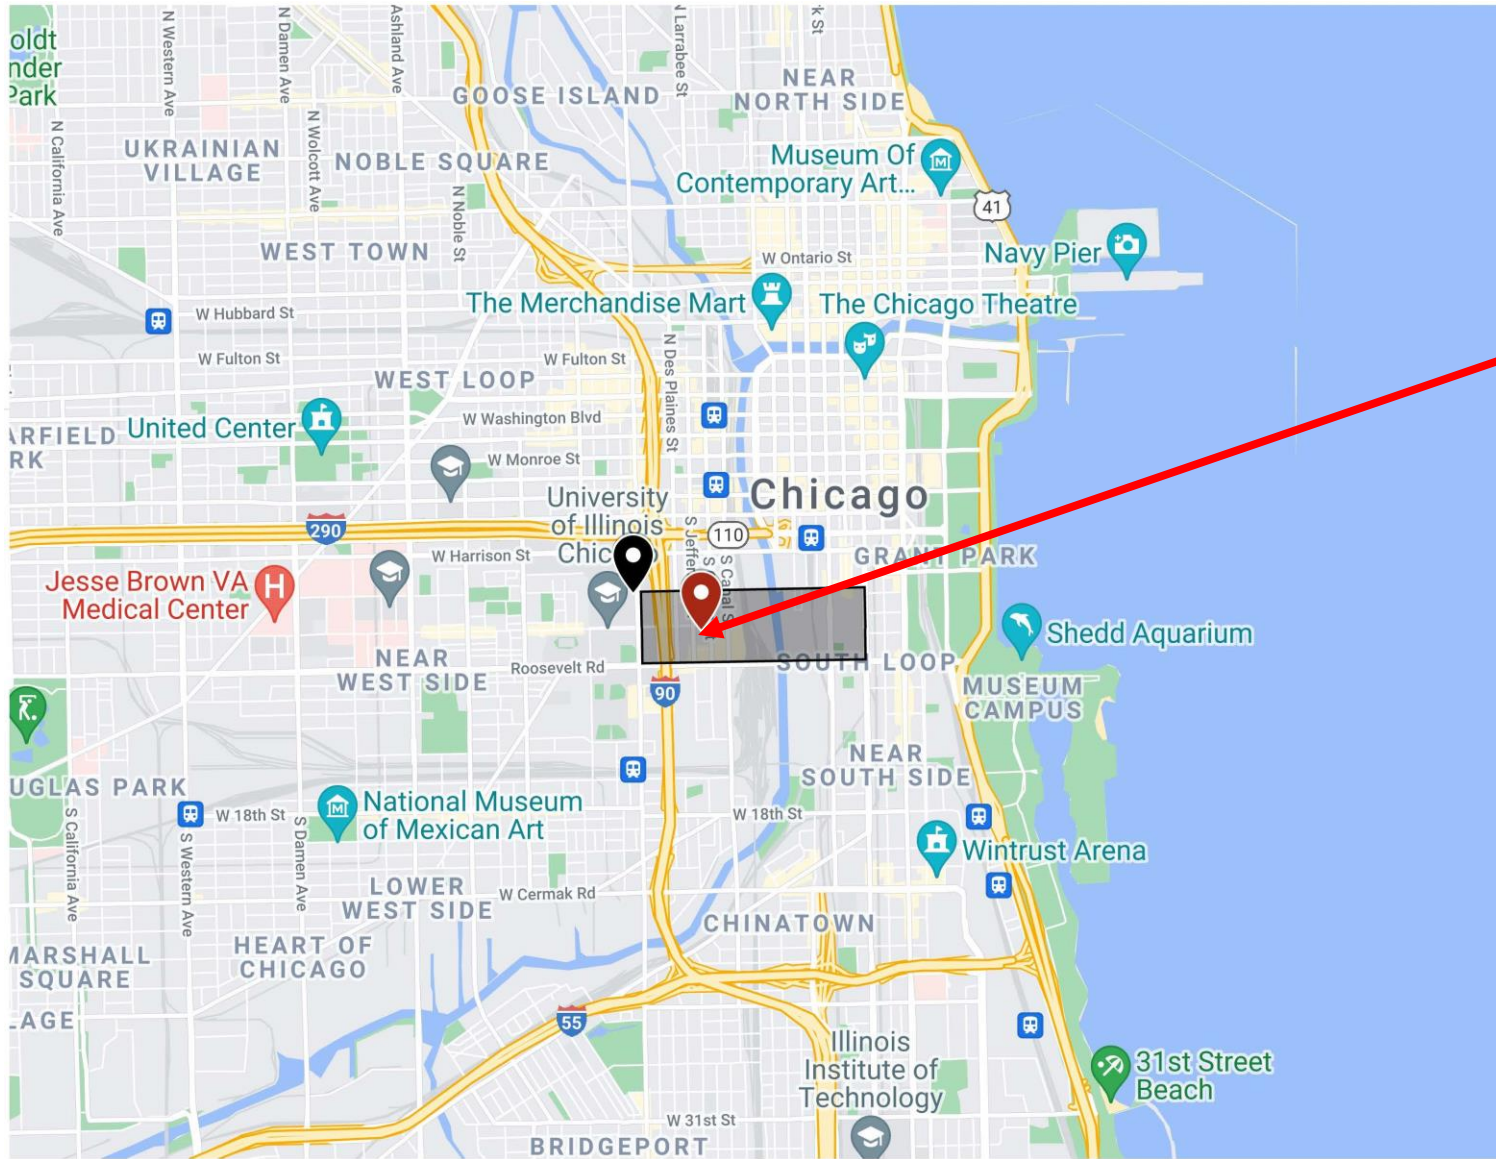 oldt
nder
Park
N Western Ave
N Damen Ave
Ashland Ave
N Larrabee St
k St
N California Ave
N Wolcott Ave
GOOSE ISLAND
NEAR
NORTH SIDE
UKRAINIAN
VILLAGE
NOBLE SQUARE
N Noble St
Museum Of
Contemporary Art...
M
41
WEST TOWN
W Ontario St
Navy Pier
The Merchandise Mart
The Chicago Theatre
W Hubbard St
W Fulton St
W Fulton St
N Des Plaines St
WEST LOOP
W Washington Blvd
ARFIELD
RK
United Center
W Monroe St
University
of Illinois
Chic
Chicago
290
110
S Jeffer
S Canal S
W Harrison St
GRANT PARK
Jesse Brown VA
Medical Center
H
Shedd Aquarium
NEAR
WEST SIDE
Roosevelt Rd
SOUTH LOOP
90
MUSEUM
CAMPUS
NEAR
SOUTH SIDE
UGLAS PARK
W 18th St
S California Ave
S Western Ave
S Damen Ave
M
National Museum
of Mexican Art
W 18th St
Wintrust Arena
LOWER
WEST SIDE
W Cermak Rd
CHINATOWN
MARSHALL
SQUARE
HEART OF
CHICAGO
LAGE
55
Illinois
Institute of
Technology
31st Street
Beach
W 31st St
BRIDGEPORT